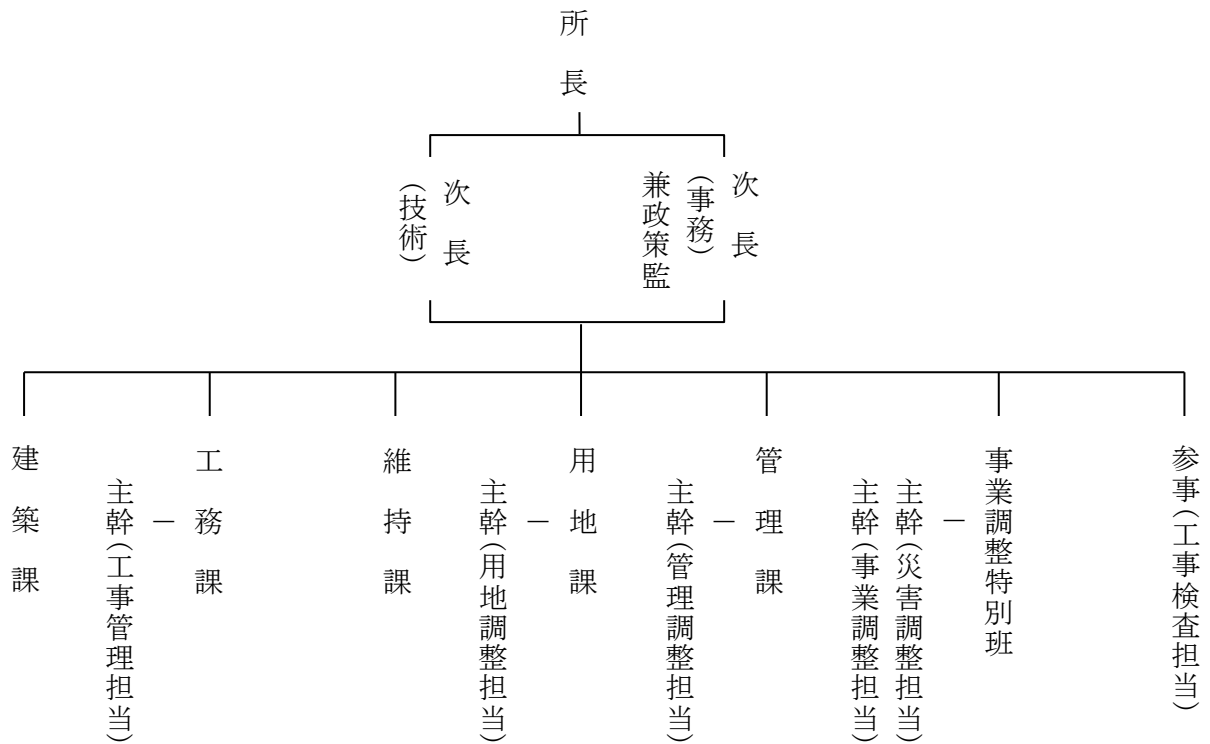 所長
次長
(事務)
兼政策監
次長
(技術)
参事(工事検査担当)
事業調整特別班
主幹(災害調整担当)
主幹(事業調整担当)
管理課
主幹(管理調整担当)
用地課
主幹(用地調整担当)
維持課
工務課
主幹(工事管理担当)
建築課